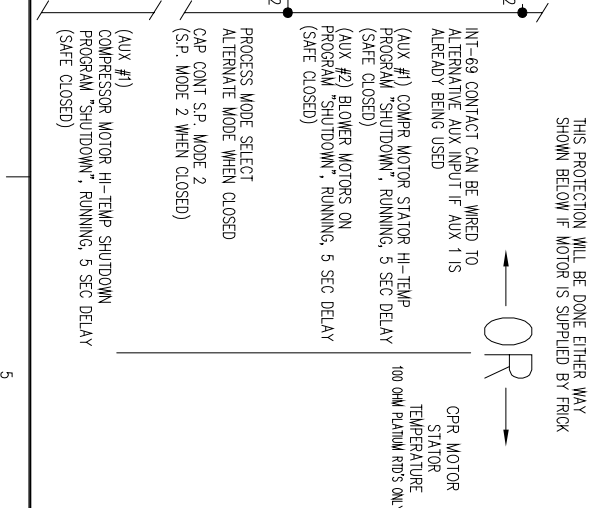 THIS PROTECTION WILL BE DONE EITHER WAY
SHOWN BELOW IF MOTOR IS SUPPLIED BY FRICK
OR
INT-69 CONTACT CAN BE WIRED TO
ALTERNATIVE AUX INPUT IF AUX 1 IS
ALREADY BEING USED
(AUX #1) COMPR MOTOR STATOR HI-TEMP
PROGRAM "SHUTDOWN", RUNNING, 5 SEC DELAY
(SAFE CLOSED)
(AUX #2) BLOWER MOTORS ON
PROGRAM "SHUTDOWN", RUNNING, 5 SEC DELAY
(SAFE CLOSED)
PROCESS MODE SELECT
ALTERNATE MODE WHEN CLOSED
CAP CONT S.P. MODE 2
(S.P. MODE 2 WHEN CLOSED)
(AUX #1)
COMPRESSOR MOTOR HI-TEMP SHUTDOWN
PROGRAM "SHUTDOWN", RUNNING, 5 SEC DELAY
(SAFE CLOSED)
CPR MOTOR
STATOR
TEMPERATURE
100 OHM PLATIUM RTD'S ONLY
2
2
5